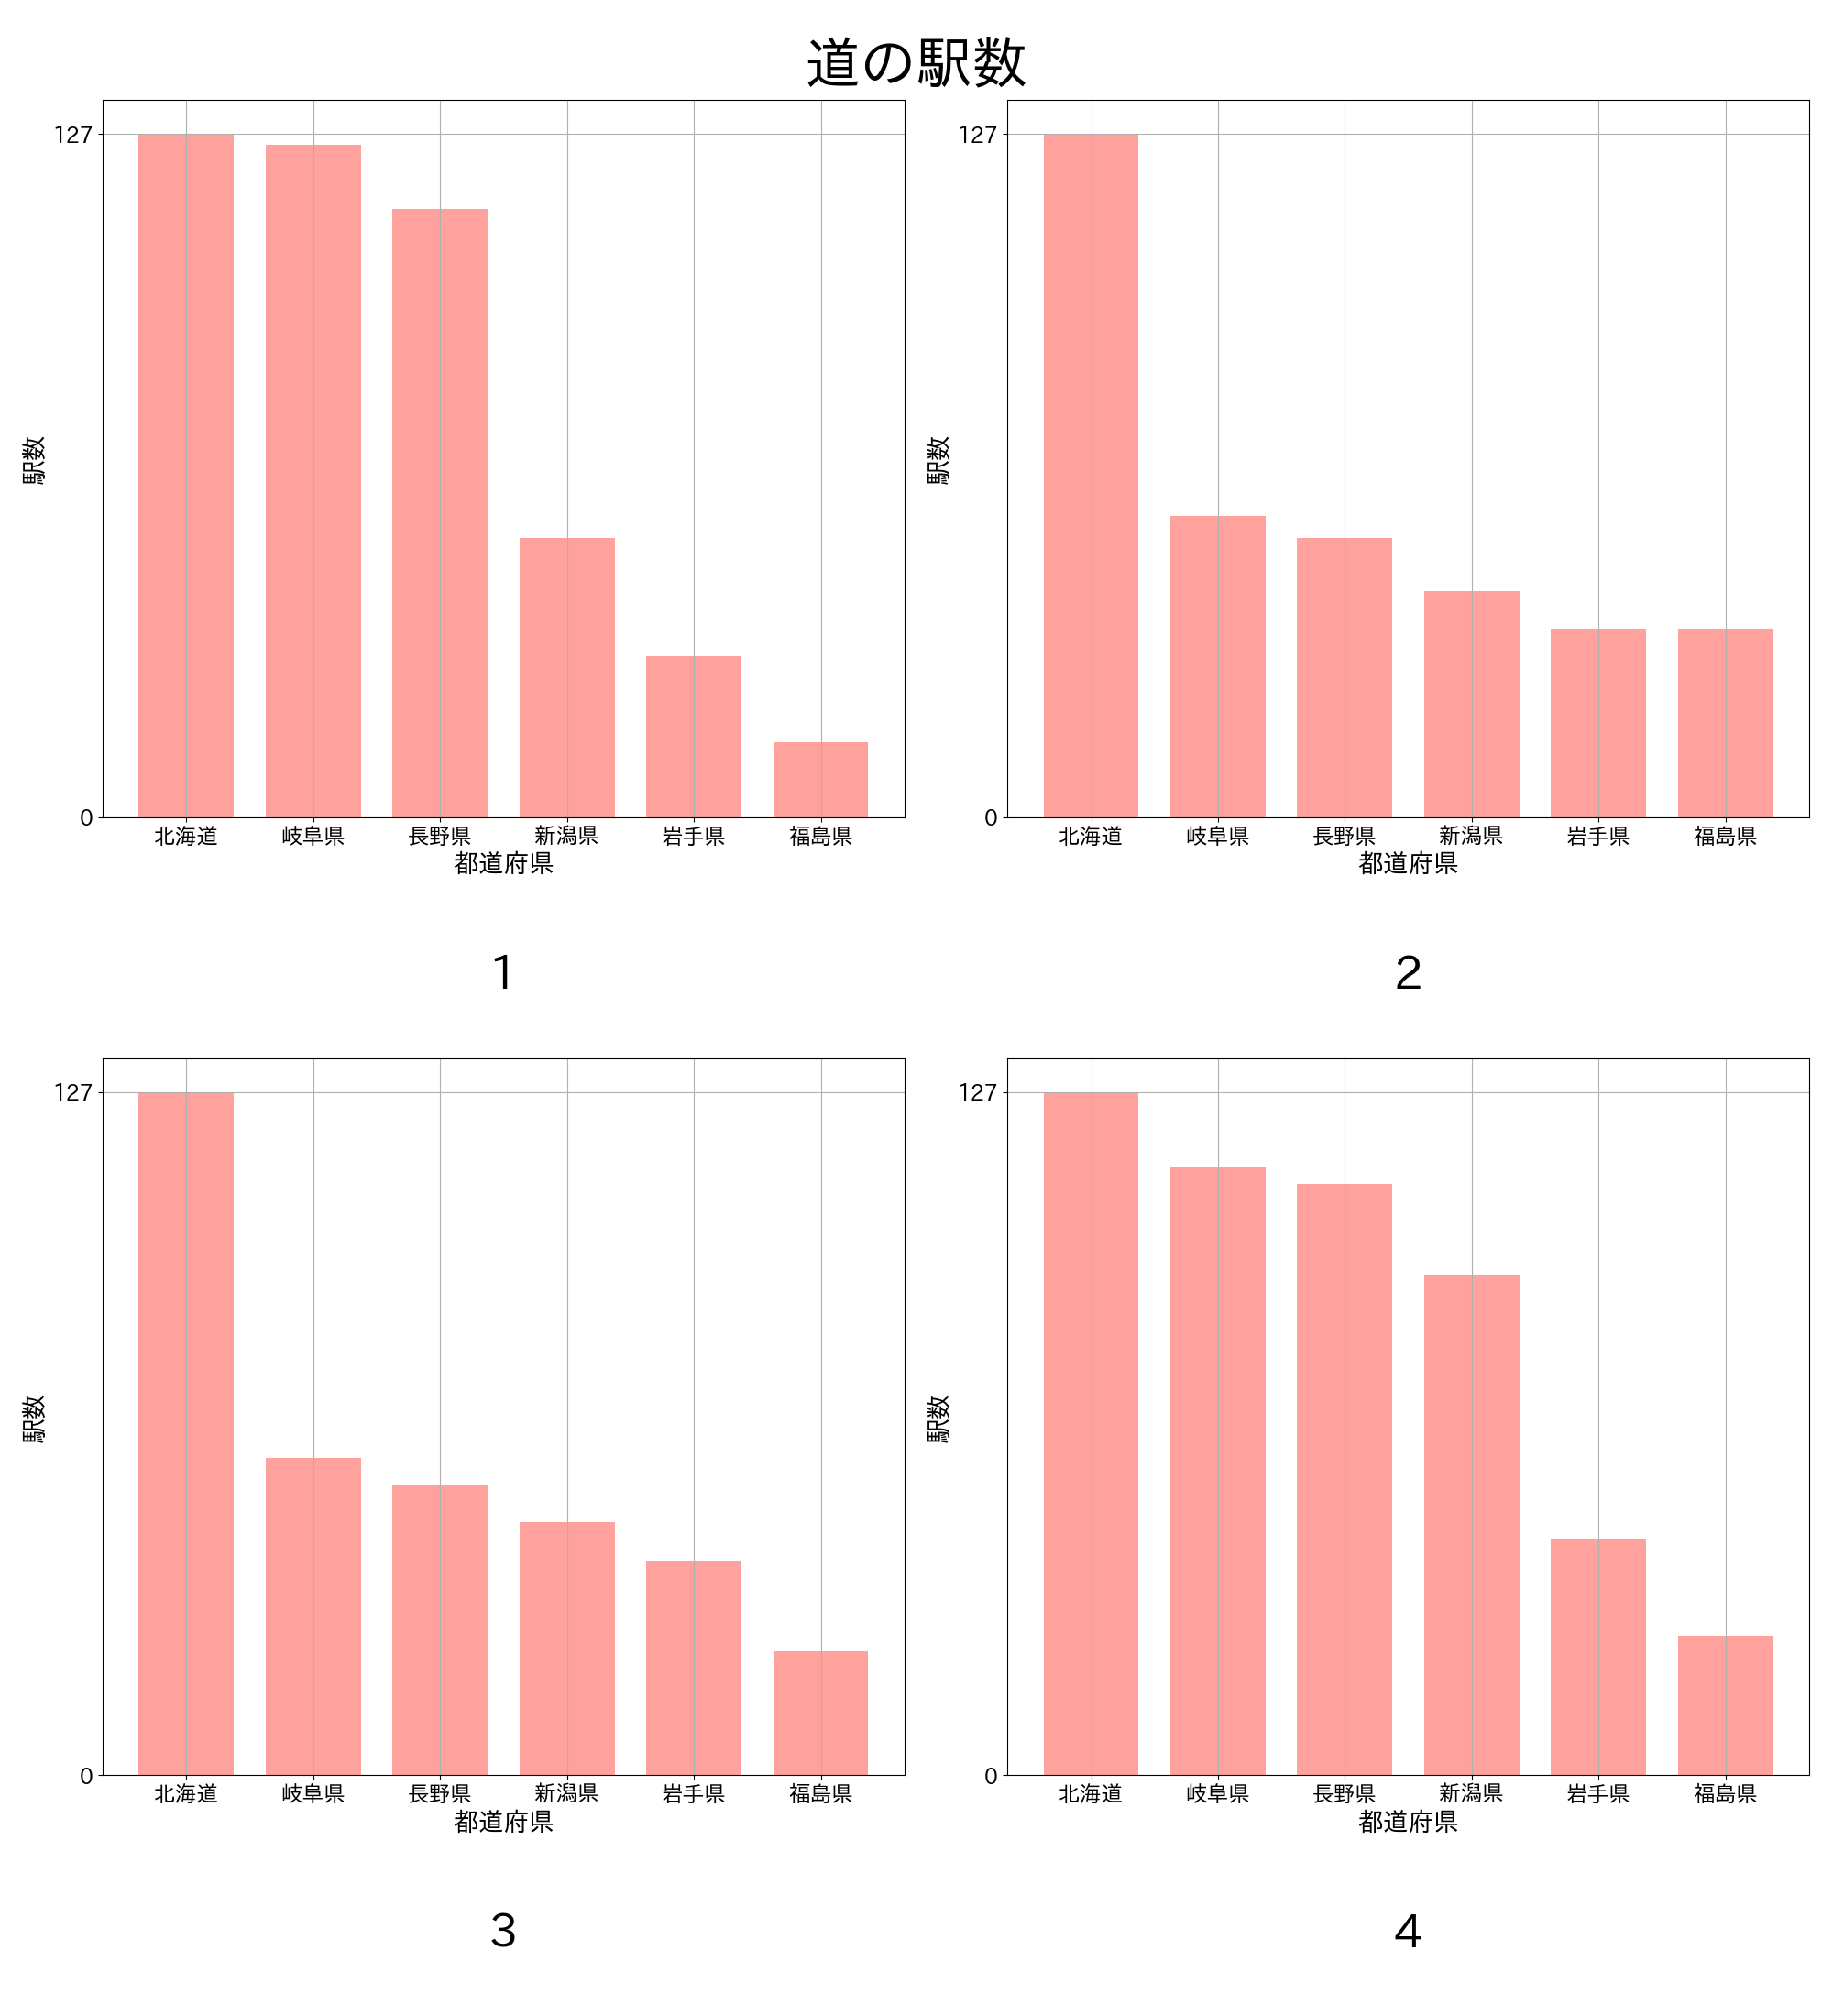 道の駅数
127
0
駅数
北海道 岐阜県 長野県 新潟県 岩手県 福島県
都道府県
1
127
0
駅数
北海道 岐阜県 長野県 新潟県 岩手県 福島県
都道府県
2
127
0
駅数
北海道 岐阜県 長野県 新潟県 岩手県 福島県
都道府県
3
127
0
駅数
北海道 岐阜県 長野県 新潟県 岩手県 福島県
都道府県
4